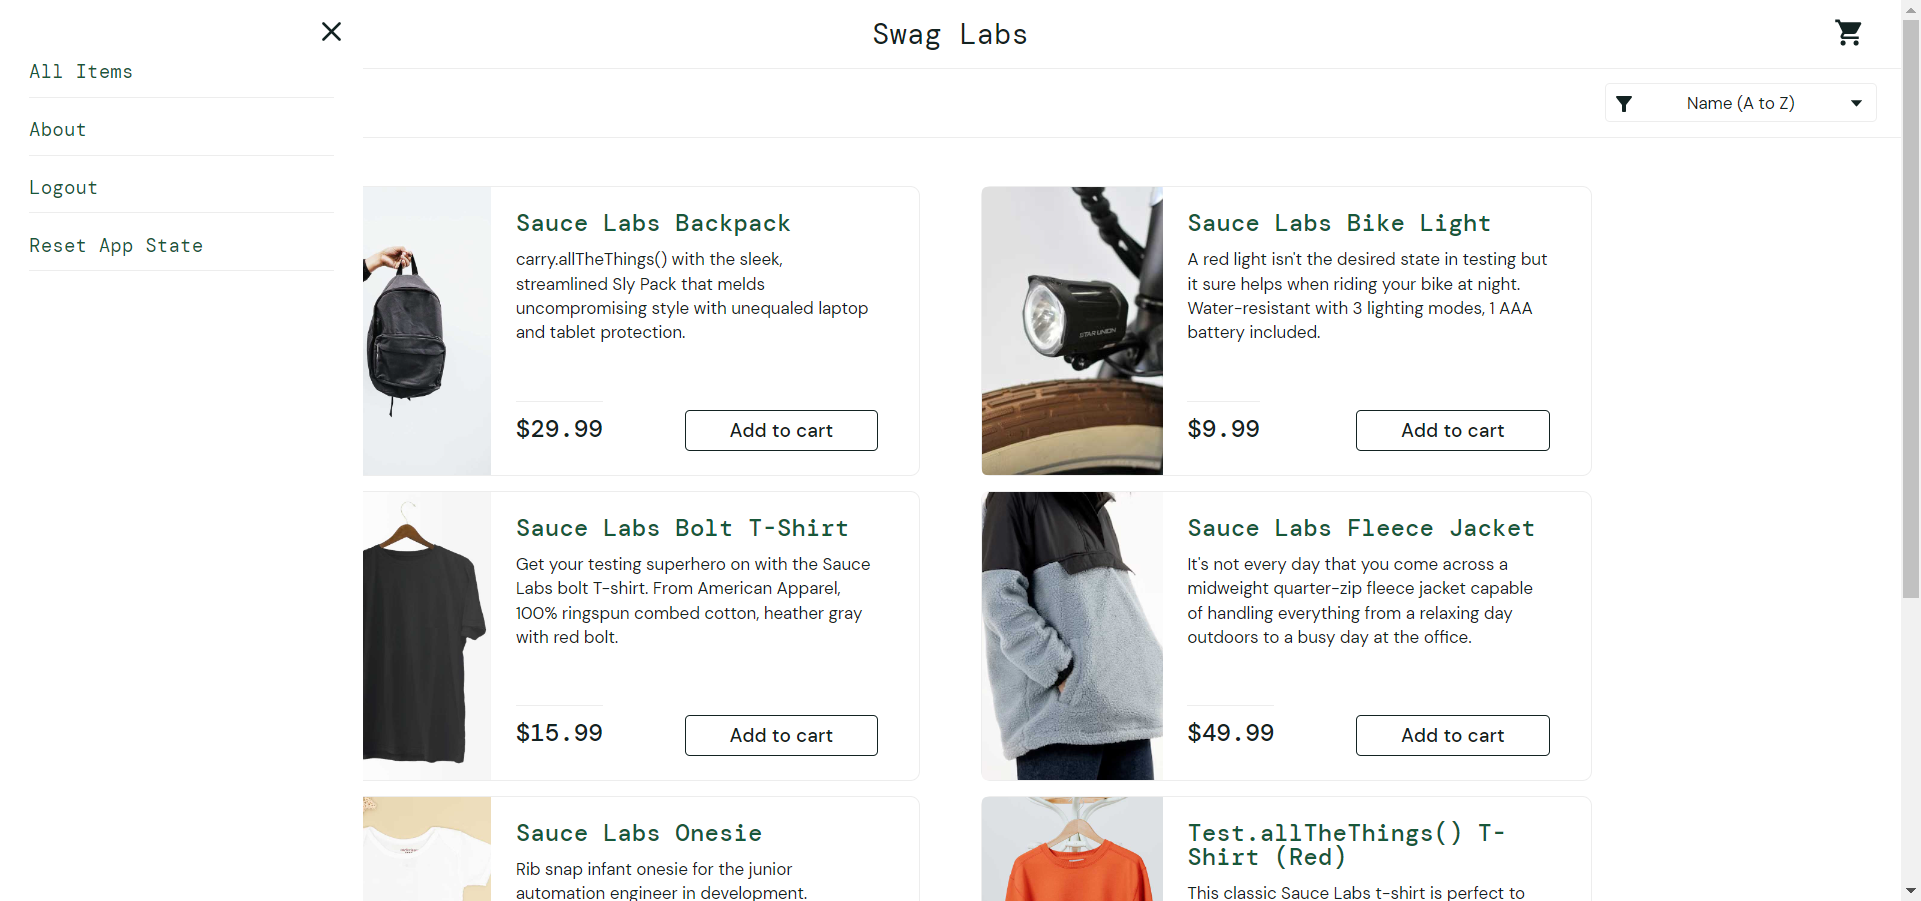 Swag Labs
All Items
About
Logout
Reset App State
Name (A to Z)
Sauce Labs Backpack
carry.allTheThings() with the sleek,
streamlined Sly Pack that melds
uncompromising style with unequaled laptop
and tablet protection.
$29.99
Add to cart
Sauce Labs Bike Light
A red light isn't the desired state in testing but
it sure helps when riding your bike at night.
Water-resistant with 3 lighting modes, 1 AAA
battery included.
$9.99
Add to cart
STAR UNION
Sauce Labs Bolt T-Shirt
Get your testing superhero on with the Sauce
Labs bolt T-shirt. From American Apparel,
100% ringspun combed cotton, heather gray
with red bolt.
$15.99
Add to cart
Sauce Labs Fleece Jacket
It's not every day that you come across a
midweight quarter-zip fleece jacket capable
of handling everything from a relaxing day
outdoors to a busy day at the office.
$49.99
Add to cart
Sauce Labs Onesie
Rib snap infant onesie for the junior
automation engineer in development.
Test.allTheThings() T-
Shirt (Red)
This classic Sauce Labs t-shirt is perfect to